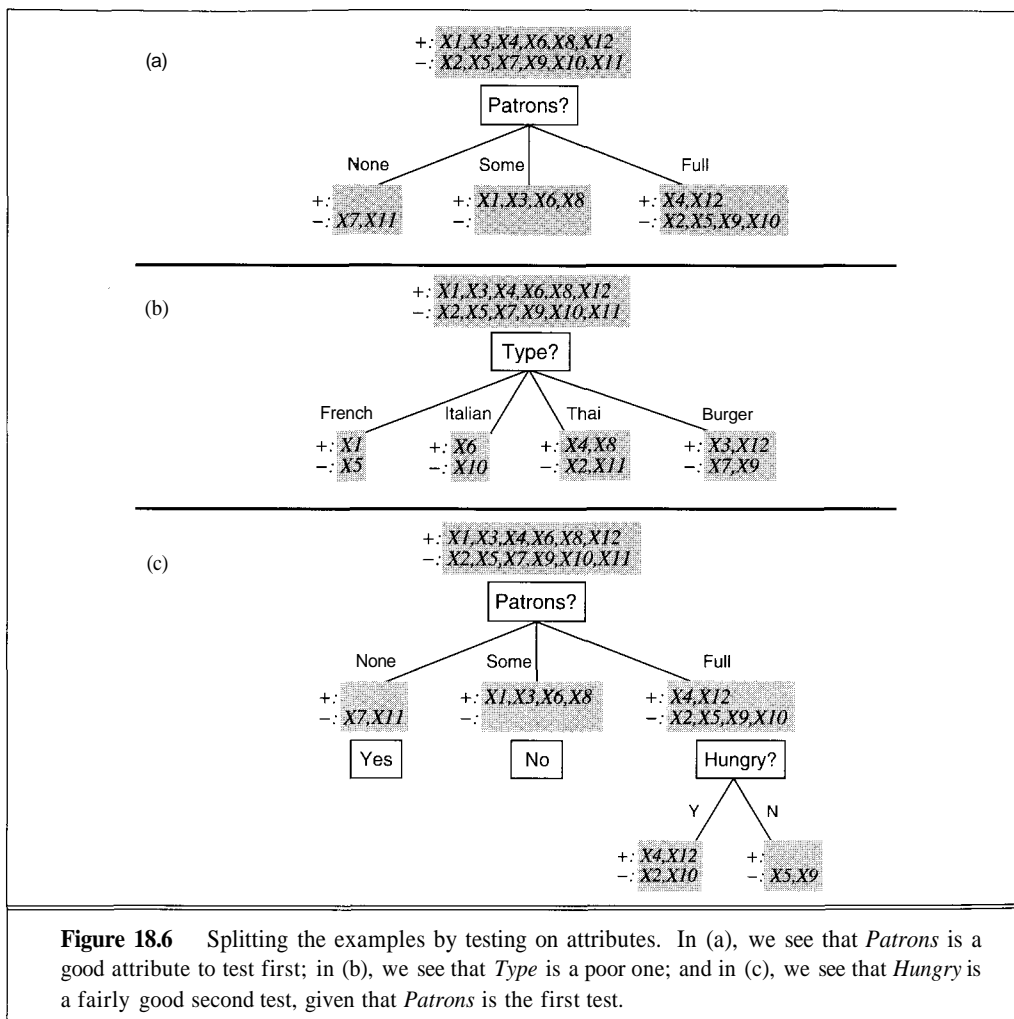 (a)
+: X1,X3,X4,X6,X8,X12
−: X2,X5,X7,X9,X10,X11
Patrons?
None Some Full
+: +: X1,X3,X6,X8 +: X4,X12
−: X7,X11 −: −: X2,X5,X9,X10
(b)
+: X1,X3,X4,X6,X8,X12
−: X2,X5,X7,X9,X10,X11
Type?
French Italian Thai Burger
+: X1 +: X6 +: X4,X8 +: X3,X12
−: X5 −: X10 −: X2,X11 −: X7,X9
(c)
+: X1,X3,X4,X6,X8,X12
−: X2,X5,X7,X9,X10,X11
Patrons?
None Some Full
+: +: X1,X3,X6,X8 +: X4,X12
−: X7,X11 −: −: X2,X5,X9,X10
Yes No Hungry?
Y N
+: X4,X12 +:
−: X2,X10 −: X5,X9
Figure 18.6 Splitting the examples by testing on attributes. In (a), we see that Patrons is a
good attribute to test first; in (b), we see that Type is a poor one; and in (c), we see that Hungry is
a fairly good second test, given that Patrons is the first test.